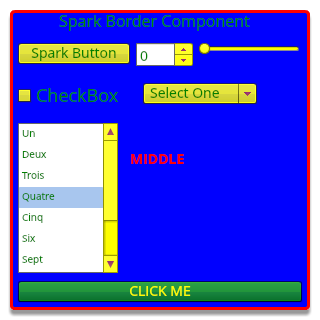 Spark Border Component
Spark Button
0
CheckBox
Select One
Un
Deux
Trois
Quatre
Cinq
Six
Sept
MIDDLE
CLICK ME